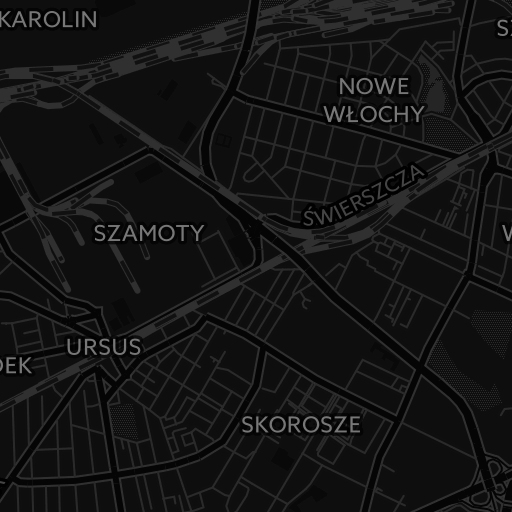 KAROLIN
NOWE
WŁOCHY
ŚWIERSZCZA
SZAMOTY
URSUS
SKOROSZE